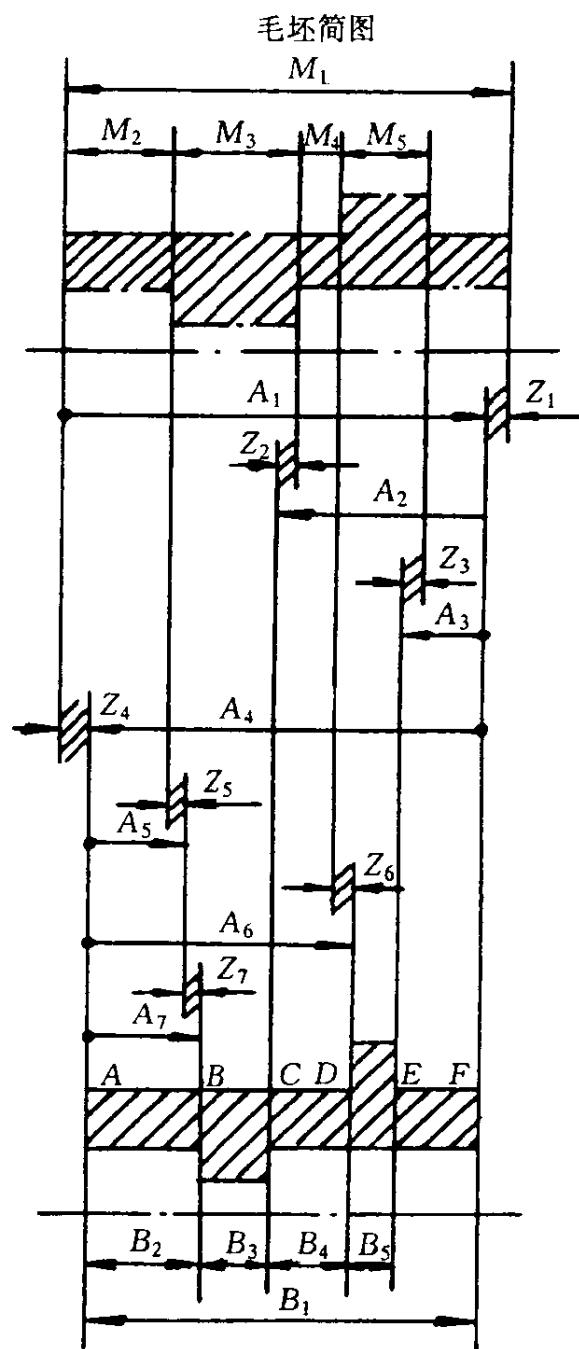 毛坯简图
M₁
M₂ M₃ M₄ M₅
A₁ Z₁
Z₂
A₂
Z₃
A₃
Z₄ A₄
Z₅
A₅
Z₆
A₆
Z₇
A₇
A B C D E F
B₂ B₃ B₄ B₅
B₁